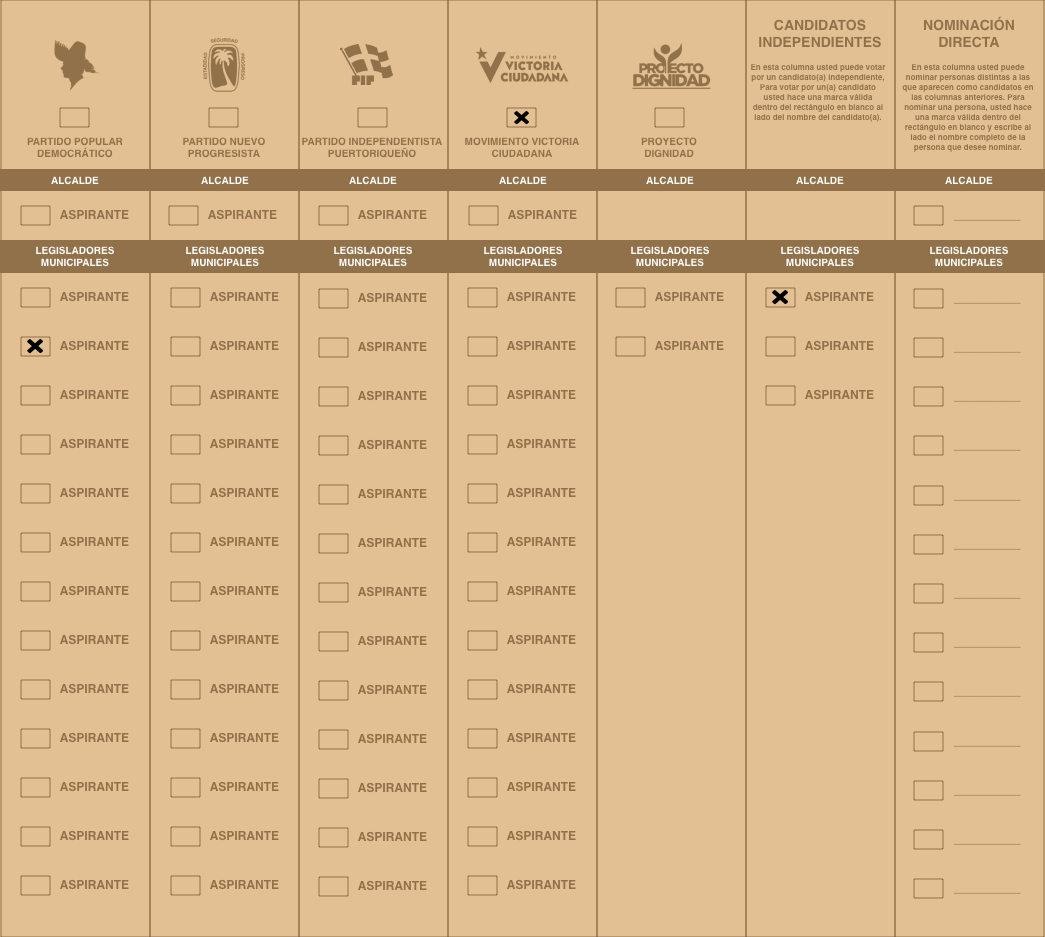 SEGURIDAD
ESTADIDAD
PROGRESO
PIP
MOVIMIENTO
VICTORIA
CIUDADANA
PROYECTO
DIGNIDAD
PARTIDO POPULAR
DEMOCRÁTICO
PARTIDO NUEVO
PROGRESISTA
PARTIDO INDEPENDENTISTA
PUERTORIQUEÑO
MOVIMIENTO VICTORIA
CIUDADANA
PROYECTO
DIGNIDAD
CANDIDATOS
INDEPENDIENTES
En esta columna usted puede votar
por un candidato(a) independiente,
Para votar por un(a) candidato
usted hace una marca válida
dentro del rectángulo en blanco al
lado del nombre del candidato(a).
NOMINACIÓN
DIRECTA
En esta columna usted puede
nominar personas distintas a las
que aparecen como candidatos en
las columnas anteriores. Para
nominar una persona, usted hace
una marca válida dentro del
rectángulo en blanco y escribe al
lado el nombre completo de la
persona que desee nominar.
ALCALDE ALCALDE ALCALDE ALCALDE ALCALDE ALCALDE ALCALDE
ASPIRANTE ASPIRANTE ASPIRANTE ASPIRANTE
LEGISLADORES LEGISLADORES LEGISLADORES LEGISLADORES LEGISLADORES LEGISLADORES LEGISLADORES
MUNICIPALES MUNICIPALES MUNICIPALES MUNICIPALES MUNICIPALES MUNICIPALES MUNICIPALES
ASPIRANTE ASPIRANTE ASPIRANTE ASPIRANTE ASPIRANTE ASPIRANTE
ASPIRANTE ASPIRANTE ASPIRANTE ASPIRANTE ASPIRANTE ASPIRANTE
ASPIRANTE ASPIRANTE ASPIRANTE ASPIRANTE ASPIRANTE
ASPIRANTE ASPIRANTE ASPIRANTE ASPIRANTE
ASPIRANTE ASPIRANTE ASPIRANTE ASPIRANTE
ASPIRANTE ASPIRANTE ASPIRANTE ASPIRANTE
ASPIRANTE ASPIRANTE ASPIRANTE ASPIRANTE
ASPIRANTE ASPIRANTE ASPIRANTE ASPIRANTE
ASPIRANTE ASPIRANTE ASPIRANTE ASPIRANTE
ASPIRANTE ASPIRANTE ASPIRANTE ASPIRANTE
ASPIRANTE ASPIRANTE ASPIRANTE ASPIRANTE
ASPIRANTE ASPIRANTE ASPIRANTE ASPIRANTE
ASPIRANTE ASPIRANTE ASPIRANTE ASPIRANTE